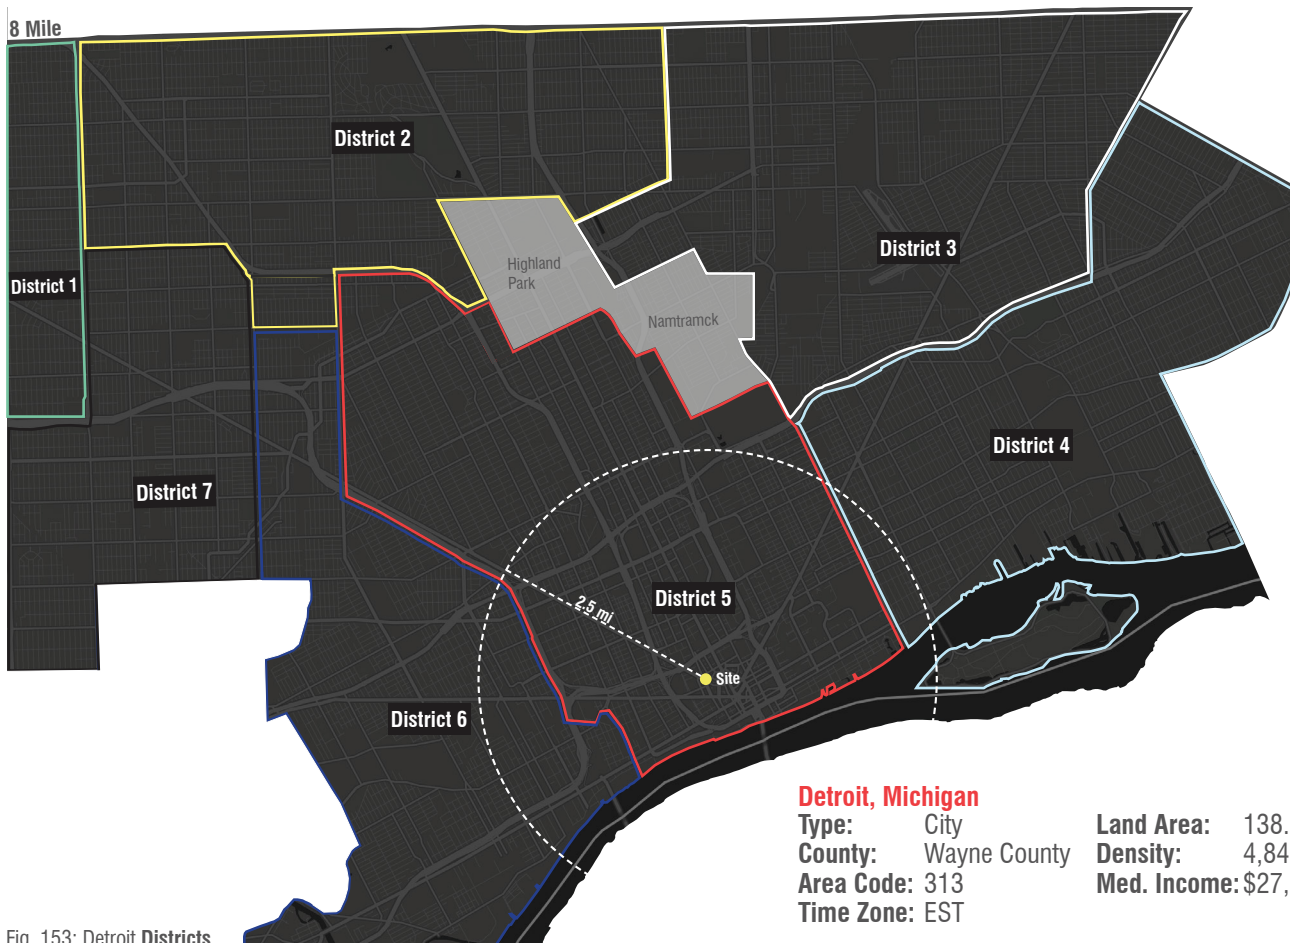 8 Mile
District 2
District 3
Highland
Park
District 1
Namtramck
District 4
District 7
2.5 mi
District 5
Site
District 6
Detroit, Michigan
Type: City
County: Wayne County
Area Code: 313
Time Zone: EST
Land Area: 138.
Density: 4,84
Med. Income: $27,
Fig. 153: Detroit Districts